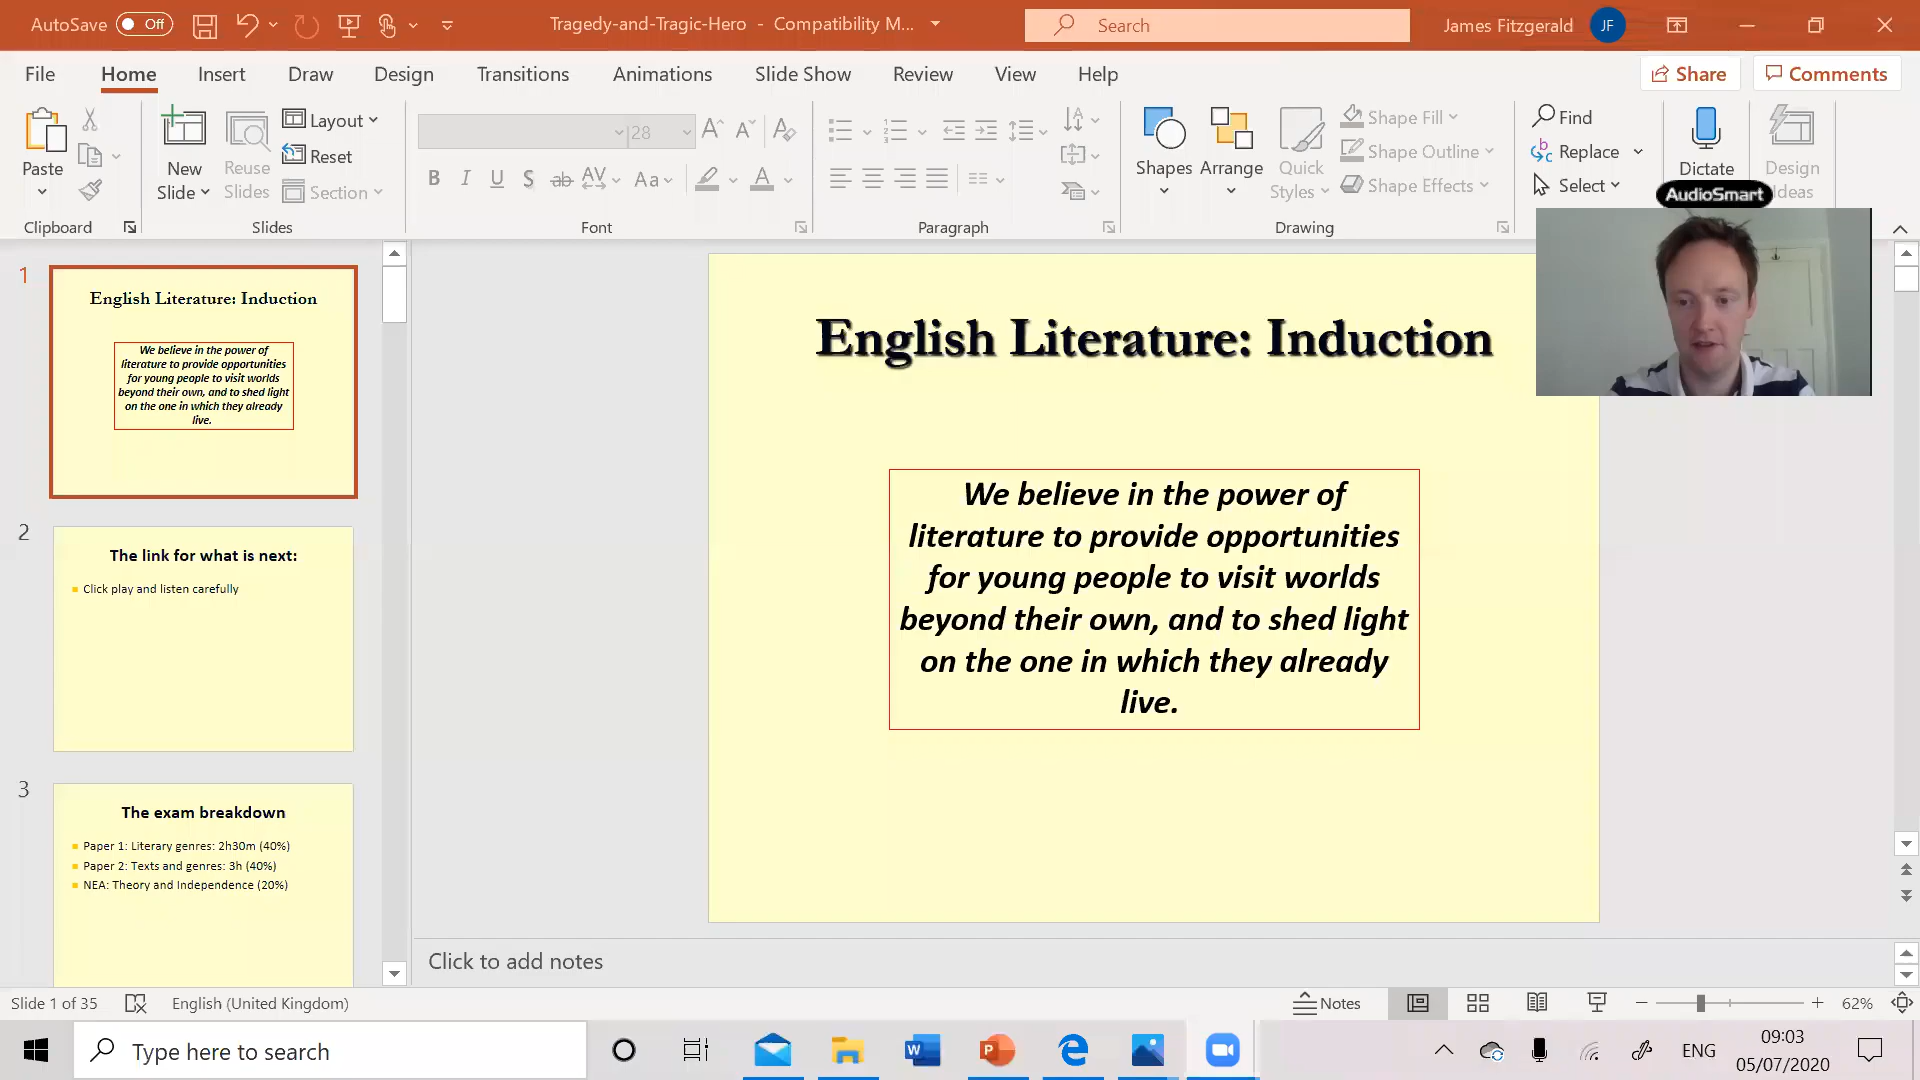 AutoSave Off
Tragedy-and-Tragic-Hero - Compatibility M...
Search
James Fitzgerald JF
File Home Insert Draw Design Transitions Animations Slide Show Review View Help
Share Comments
Paste
Clipboard
New
Slide
Reuse
Slides
Layout
Reset
Section
Slides
28
B I U S ab AV Aa A
Font
Paragraph
Shapes
Arrange
Quick
Styles
Shape Fill
Shape Outline
Shape Effects
Drawing
Find
Replace
Select
Dictate
Design
Ideas
AudioSmart
1
English Literature: Induction
We believe in the power of
literature to provide opportunities
for young people to visit worlds
beyond their own, and to shed light
on the one in which they already
live.
2
The link for what is next:
Click play and listen carefully
3
The exam breakdown
Paper 1: Literary genres: 2h30m (40%)
Paper 2: Texts and genres: 3h (40%)
NEA: Theory and Independence (20%)
English Literature: Induction
We believe in the power of
literature to provide opportunities
for young people to visit worlds
beyond their own, and to shed light
on the one in which they already
live.
Click to add notes
Slide 1 of 35
English (United Kingdom)
Notes
62%
Type here to search
ENG
09:03
05/07/2020